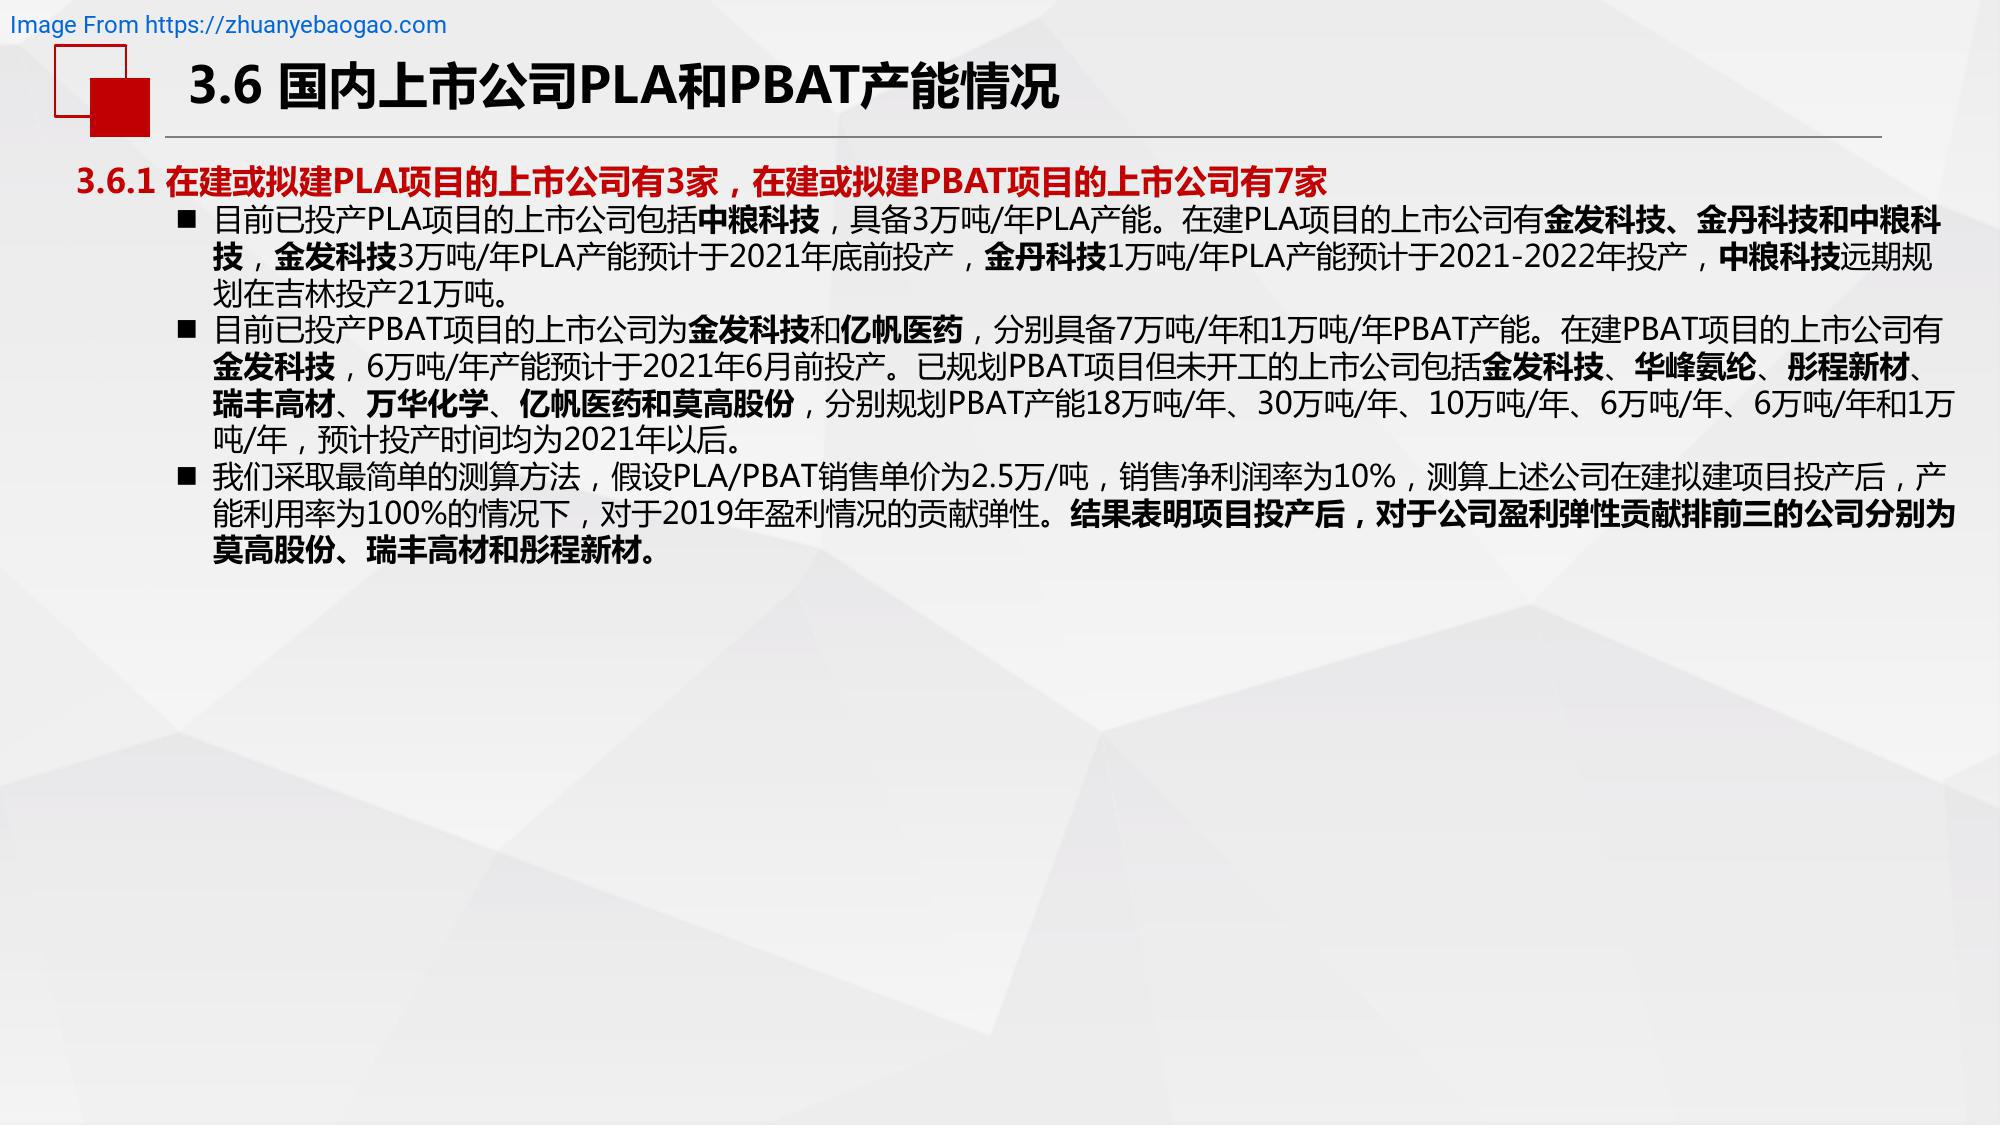 Image From https://zhuanyebaogao.com
3.6 国内上市公司PLA和PBAT产能情况
3.6.1 在建或拟建PLA项目的上市公司有3家，在建或拟建PBAT项目的上市公司有7家
■ 目前已投产PLA项目的上市公司包括中粮科技，具备3万吨/年PLA产能。在建PLA项目的上市公司有金发科技、金丹科技和中粮科
技，金发科技3万吨/年PLA产能预计于2021年底前投产，金丹科技1万吨/年PLA产能预计于2021-2022年投产，中粮科技远期规
划在吉林投产21万吨。
■ 目前已投产PBAT项目的上市公司为金发科技和亿帆医药，分别具备7万吨/年和1万吨/年PBAT产能。在建PBAT项目的上市公司有
金发科技，6万吨/年产能预计于2021年6月前投产。已规划PBAT项目但未开工的上市公司包括金发科技、华峰氨纶、彤程新材、
瑞丰高材、万华化学、亿帆医药和莫高股份，分别规划PBAT产能18万吨/年、30万吨/年、10万吨/年、6万吨/年、6万吨/年和1万
吨/年，预计投产时间均为2021年以后。
■ 我们采取最简单的测算方法，假设PLA/PBAT销售单价为2.5万/吨，销售净利润率为10%，测算上述公司在建拟建项目投产后，产
能利用率为100%的情况下，对于2019年盈利情况的贡献弹性。结果表明项目投产后，对于公司盈利弹性贡献排前三的公司分别为
莫高股份、瑞丰高材和彤程新材。